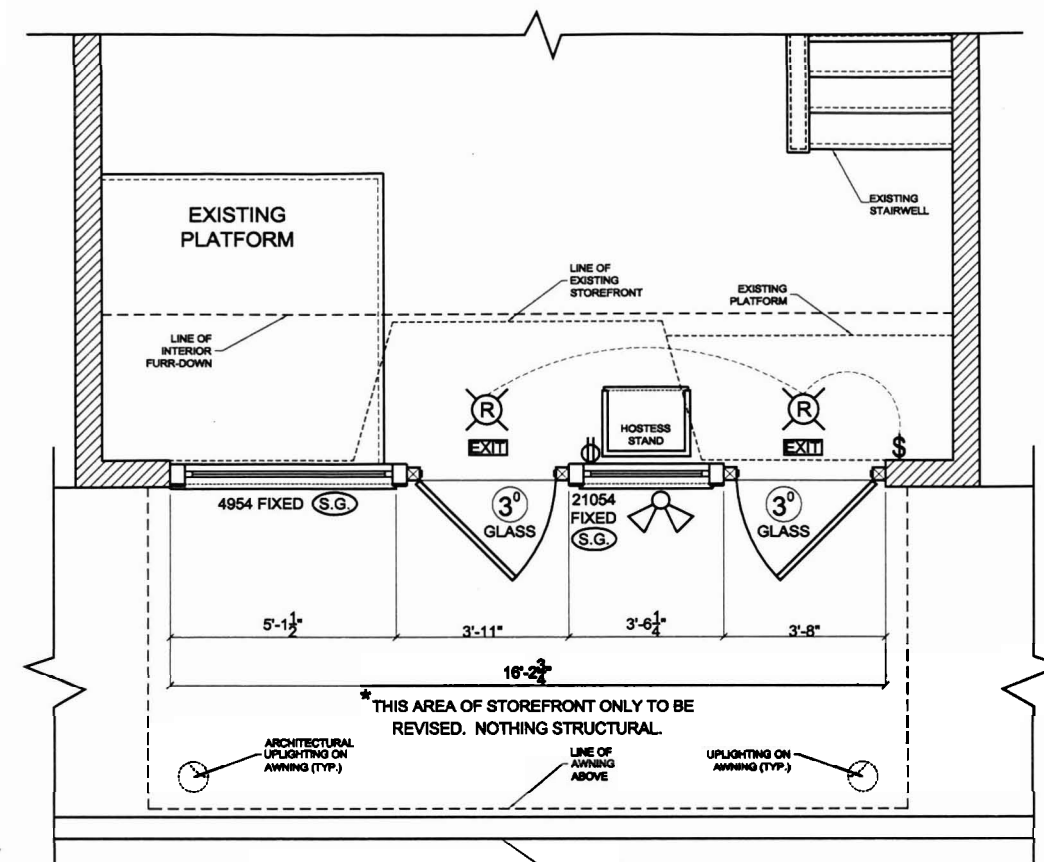 EXISTING
STAIRWELL
EXISTING
PLATFORM
LINE OF
EXISTING
STOREFRONT
EXISTING
PLATFORM
LINE OF
INTERIOR
FURR-DOWN
R
R
HOSTESS
STAND
EXIT
EXIT
$
4954 FIXED S.G.
3⁰
GLASS
21054
FIXED
S.G.
3⁰
GLASS
5'-1½"
3'-11"
3'-6¼"
3'-8"
16'-2¾"
*THIS AREA OF STOREFRONT ONLY TO BE
REVISED. NOTHING STRUCTURAL.
ARCHITECTURAL
UPLIGHTING ON
AWNING (TYP.)
LINE OF
AWNING
ABOVE
UPLIGHTING ON
AWNING (TYP.)